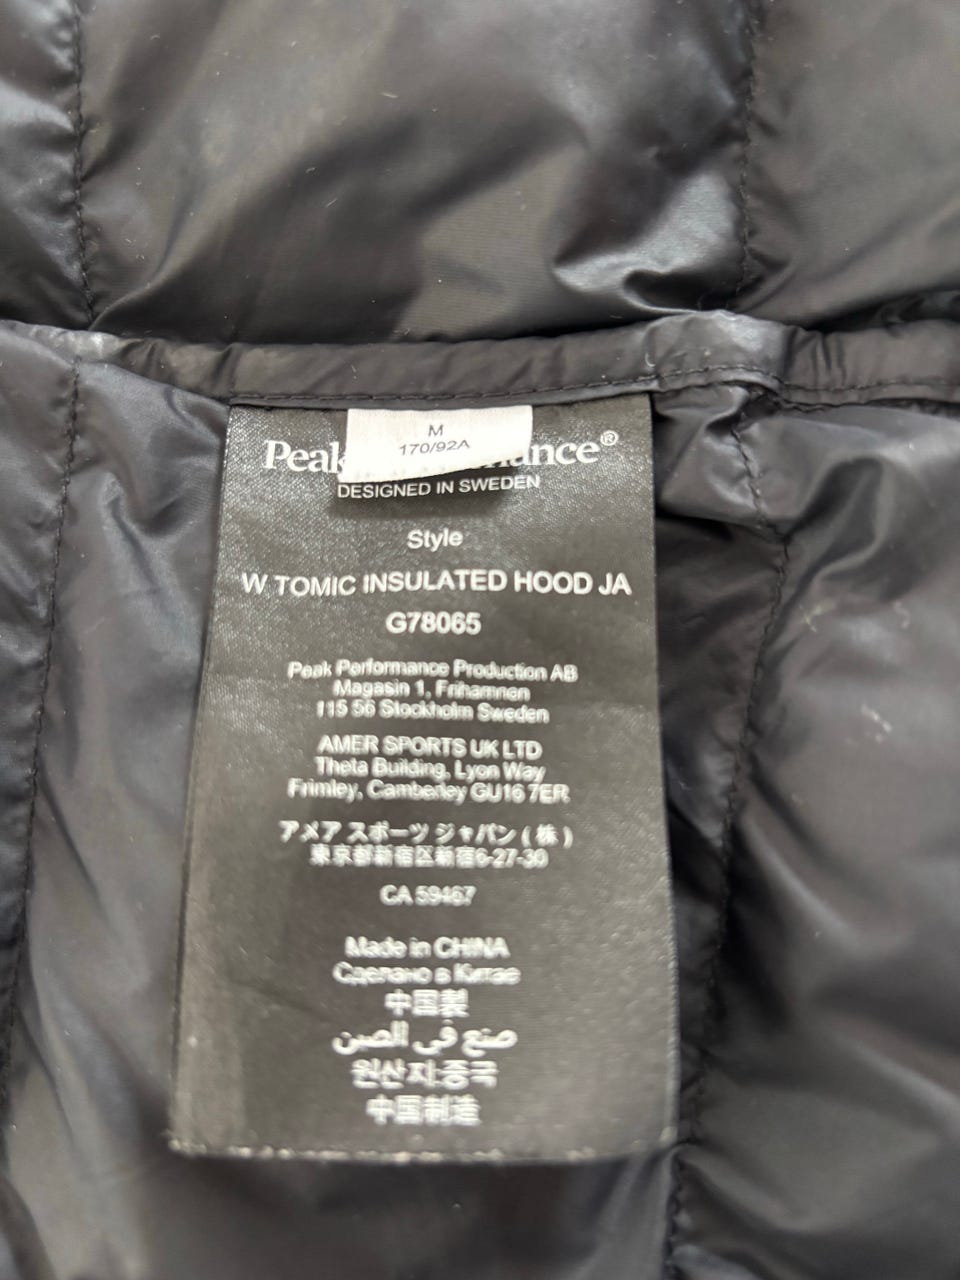 M
170/92A
Peak mance®
DESIGNED IN SWEDEN
Style
W TOMIC INSULATED HOOD JA
G78065
Peak Performance Production AB
Magasin 1, Frihamnen
115 56 Stockholm Sweden
AMER SPORTS UK LTD
Theta Building, Lyon Way
Frimley, Camberley GU16 7ER
アメア スポーツ ジャパン ( 株 )
東京都新宿区新宿6-27-30
CA 59467
Made in CHINA
Сделано в Китае
中国製
صنع في الصين
원산지:중국
中国制造